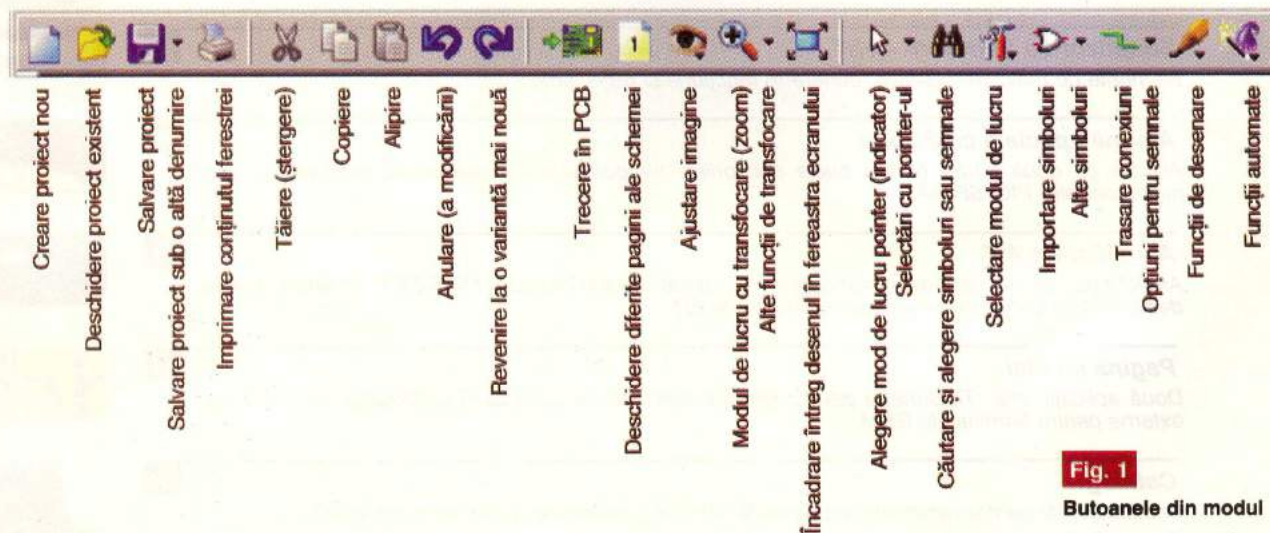 1
Creare proiect nou
Deschidere proiect existent
Salvare proiect
Salvare proiect sub o altă denumire
Imprimare conținutul ferestrei
Tăiere (stergere)
Copiere
Alipire
Anulare (a modificării)
Revenire la o variantă mai nouă
Trecere în PCB
Deschidere diferite pagini ale schemei
Ajustare imagine
Modul de lucru cu transfocare (zoom)
Alte funcții de transfocare
Încadrare întreg desenul în fereastra ecranului
Alegere mod de lucru pointer (indicator)
Selectări cu pointer-ul
Căutare si alegere simboluri sau semnale
Selectare modul de lucru
Importare simboluri
Alte simboluri
Trasare conexiuni
Opțiuni pentru semnale
Funcții de desenare
Funcții automate
Fig. 1
Butoanele din modul